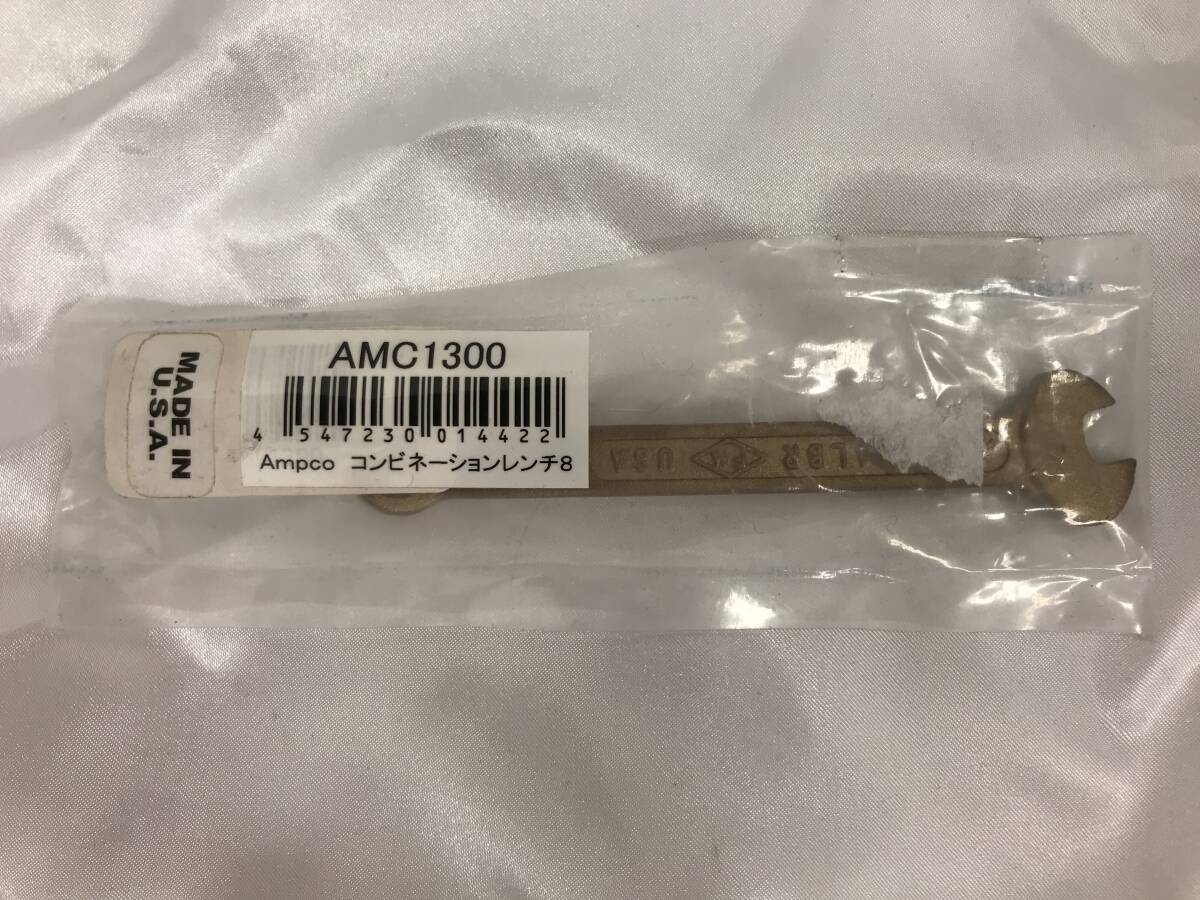 MADE IN
U.S.A.
AMC1300
4 547230 014422
Ampco コンビネーションレンチ8
USA